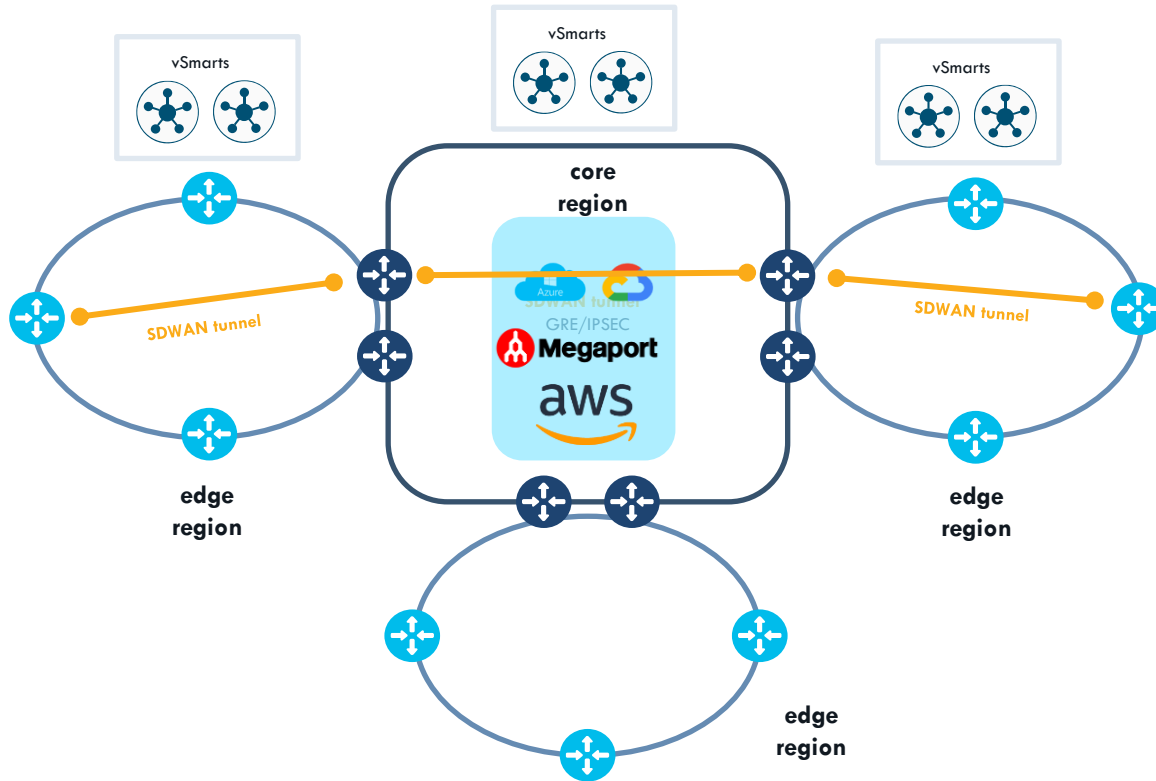 vSmarts
vSmarts
vSmarts
core
region
Azure
SDWAN tunnel
GRE/IPSEC
Megaport
aws
SDWAN tunnel
SDWAN tunnel
edge
region
edge
region
edge
region